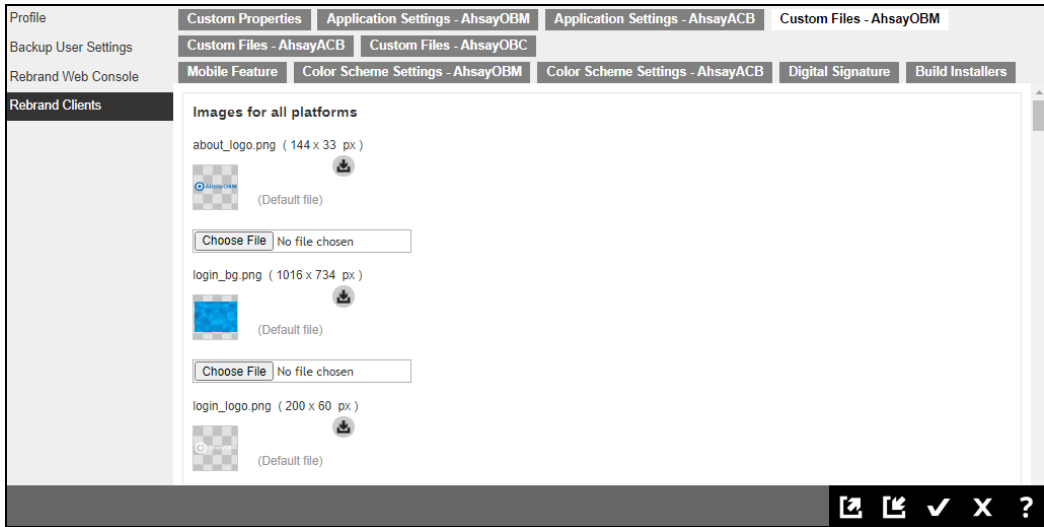 Profile
Backup User Settings
Rebrand Web Console
Rebrand Clients
Custom Properties Application Settings - AhsayOBM Application Settings - AhsayACB Custom Files - AhsayOBM
Custom Files - AhsayACB Custom Files - AhsayOBC
Mobile Feature Color Scheme Settings - AhsayOBM Color Scheme Settings - AhsayACB Digital Signature Build Installers
Images for all platforms
about_logo.png ( 144 x 33 px )
AhsayOBM
(Default file)
Choose File No file chosen
login_bg.png ( 1016 x 734 px )
(Default file)
Choose File No file chosen
login_logo.png ( 200 x 60 px )
(Default file)
X ?